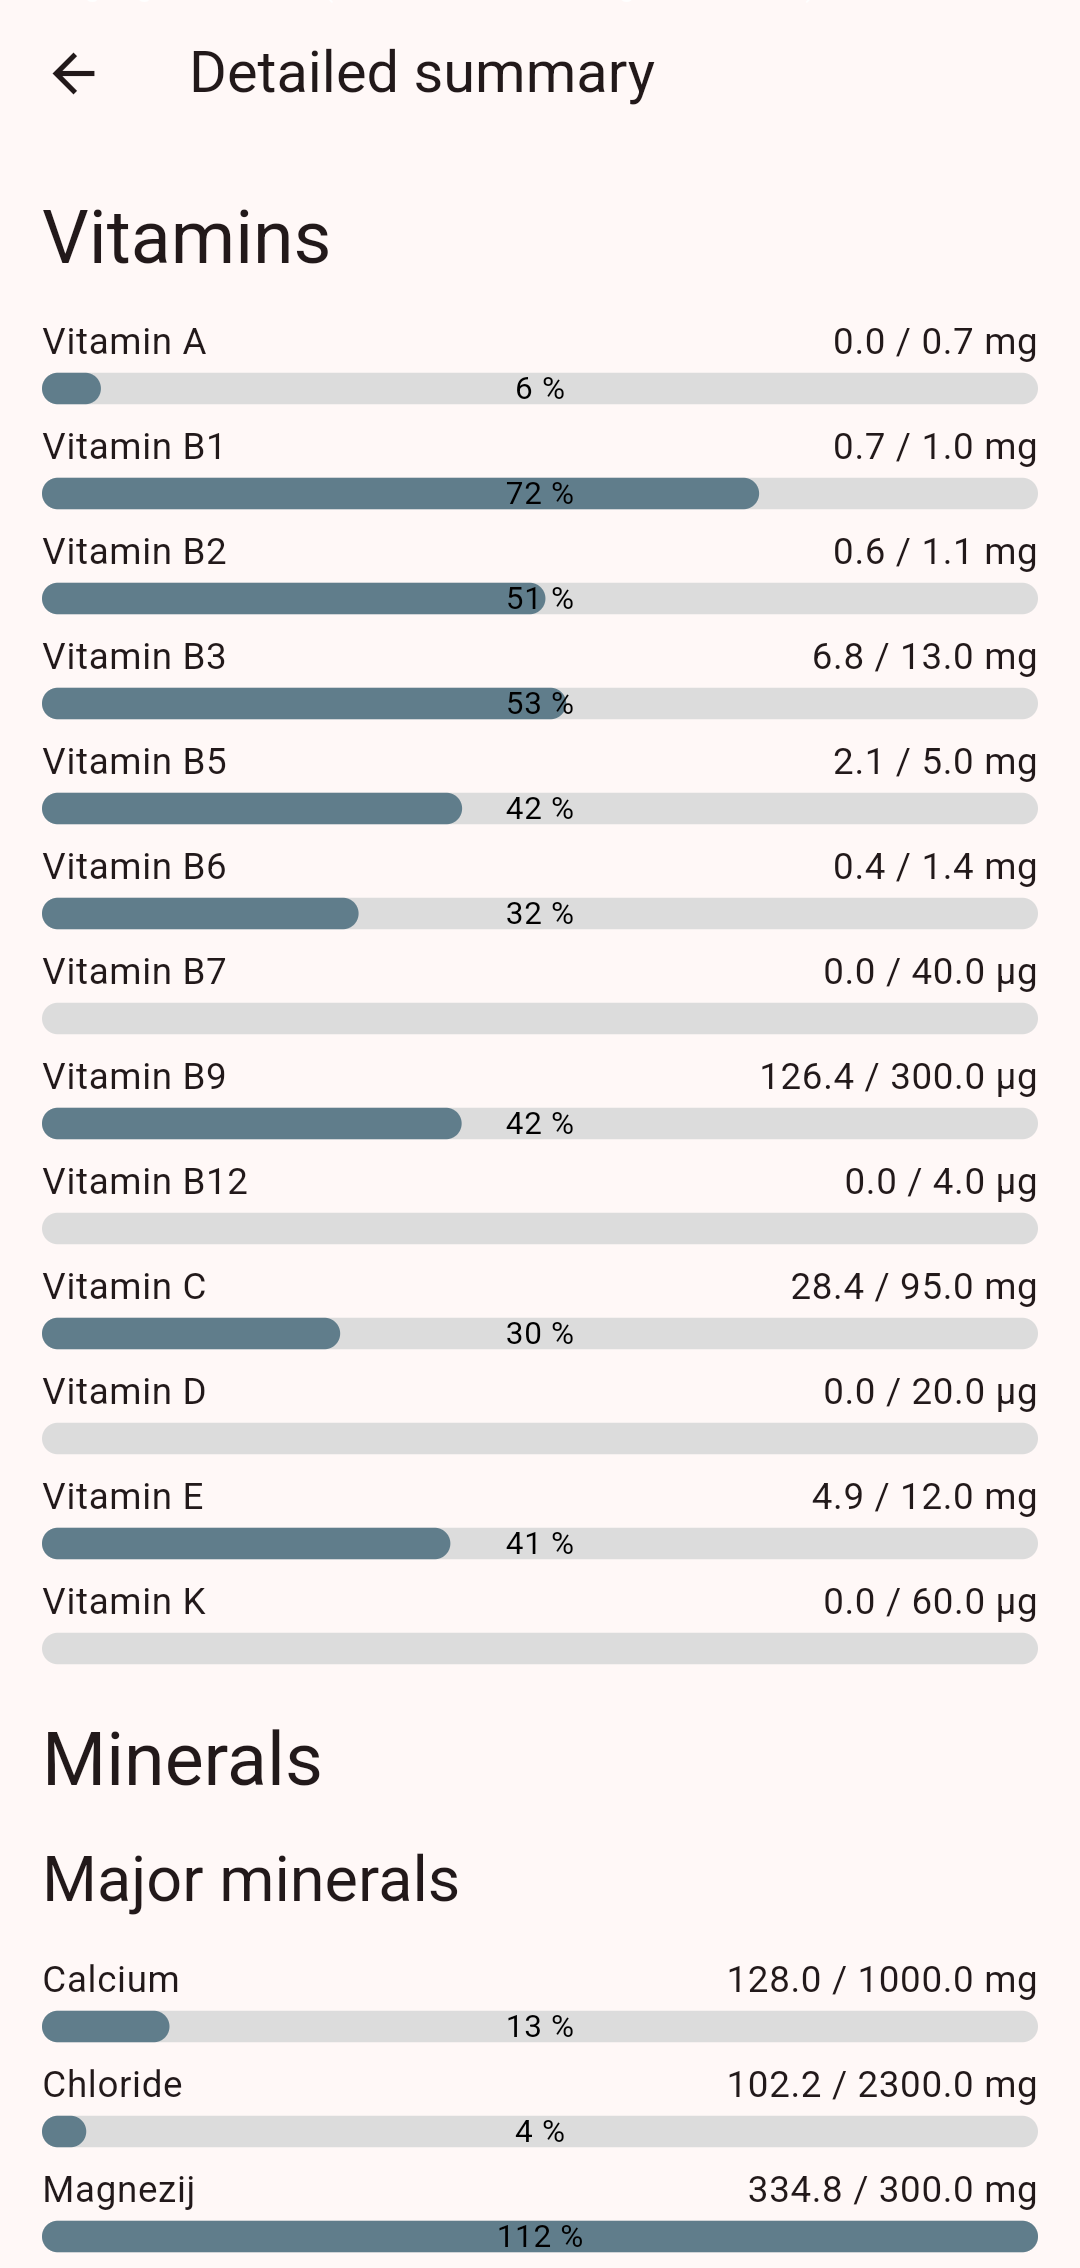 Detailed summary
Vitamins
Vitamin A 0.0 / 0.7 mg
6 %
Vitamin B1 0.7 / 1.0 mg
72 %
Vitamin B2 0.6 / 1.1 mg
51 %
Vitamin B3 6.8 / 13.0 mg
53 %
Vitamin B5 2.1 / 5.0 mg
42 %
Vitamin B6 0.4 / 1.4 mg
32 %
Vitamin B7 0.0 / 40.0 µg
Vitamin B9 126.4 / 300.0 µg
42 %
Vitamin B12 0.0 / 4.0 µg
Vitamin C 28.4 / 95.0 mg
30 %
Vitamin D 0.0 / 20.0 µg
Vitamin E 4.9 / 12.0 mg
41 %
Vitamin K 0.0 / 60.0 µg
Minerals
Major minerals
Calcium 128.0 / 1000.0 mg
13 %
Chloride 102.2 / 2300.0 mg
4 %
Magnezij 334.8 / 300.0 mg
112 %